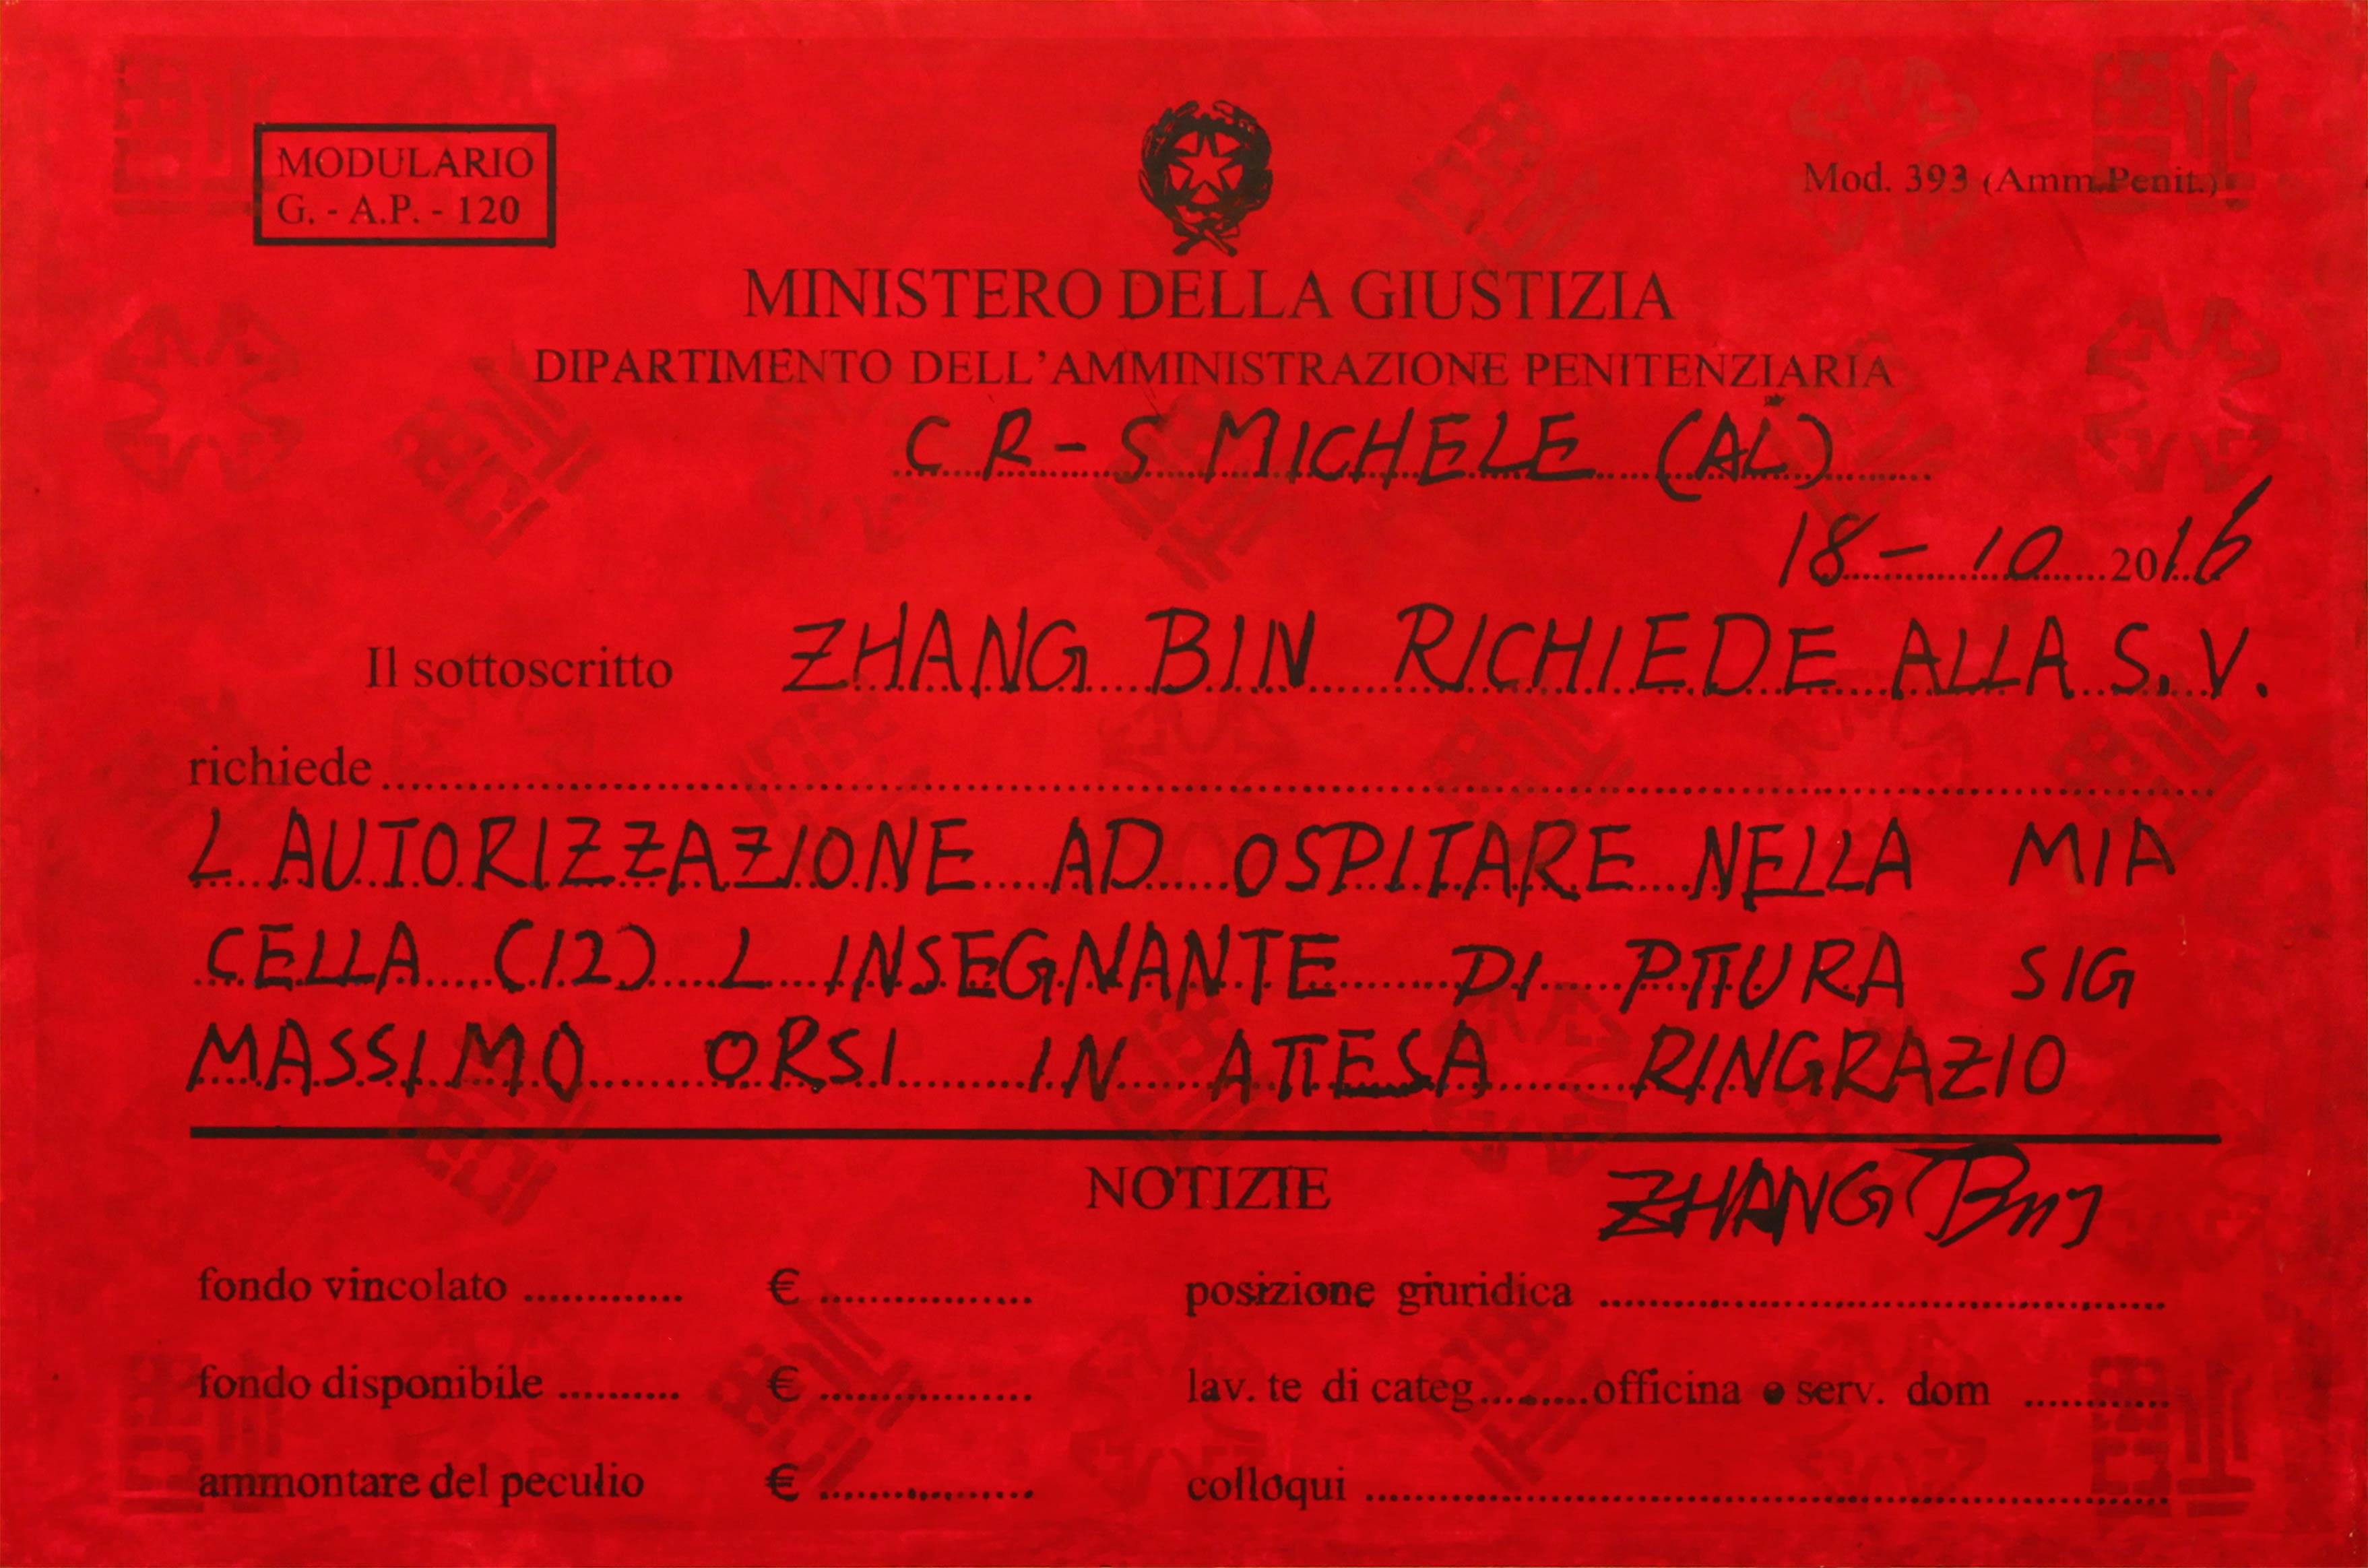 MODULARIO
G. - A.P. - 120
Mod. 393 (Amm.Penit.)
MINISTERO DELLA GIUSTIZIA
DIPARTIMENTO DELL'AMMINISTRAZIONE PENITENZIARIA
C R - S MICHELE (AL)
18 - 10 2016
Il sottoscritto ZHANG BIN RICHIEDE ALLA S. V.
richiede
L AUTORIZZAZIONE AD OSPITARE NELLA MIA
CELLA (12) L INSEGNANTE DI PTTURA SIG
MASSIMO ORSI IN ATTESA RINGRAZIO
NOTIZIE ZHANG Bin
fondo vincolato ............. € .................. posizione giuridica ..................
fondo disponibile .......... € .................. lav. te di categ.........officina e serv. dom ............
ammontare del peculio € .................. colloqui ..................